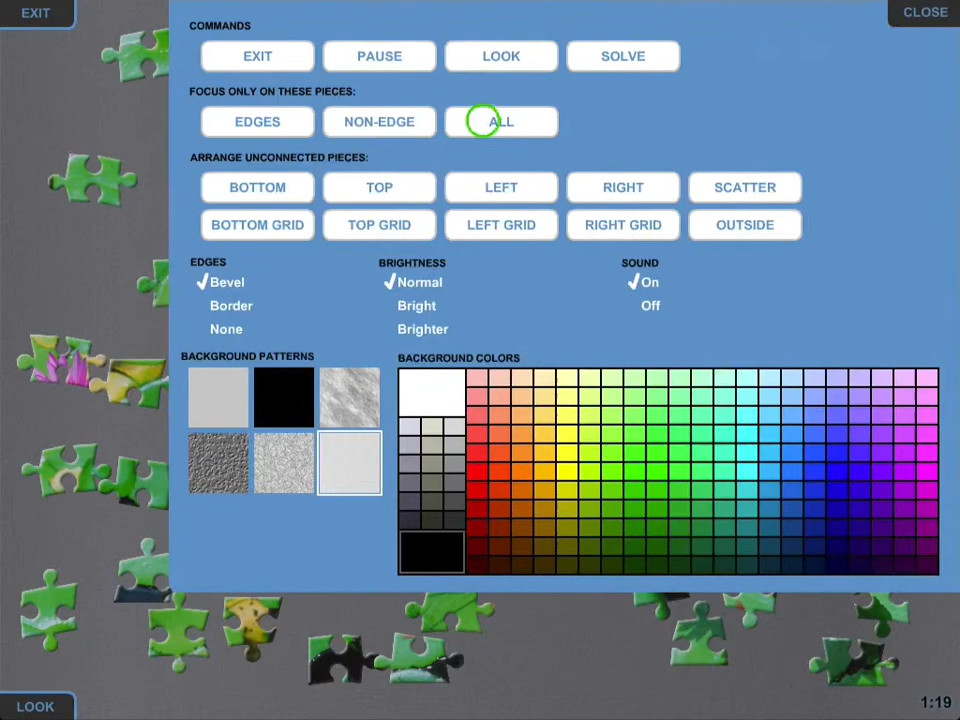 EXIT
CLOSE
COMMANDS
EXIT PAUSE LOOK SOLVE
FOCUS ONLY ON THESE PIECES:
EDGES NON-EDGE ALL
ARRANGE UNCONNECTED PIECES:
BOTTOM TOP LEFT RIGHT SCATTER
BOTTOM GRID TOP GRID LEFT GRID RIGHT GRID OUTSIDE
EDGES BRIGHTNESS SOUND
Bevel Normal On
Border Bright Off
None Brighter
BACKGROUND PATTERNS BACKGROUND COLORS
LOOK
1:19